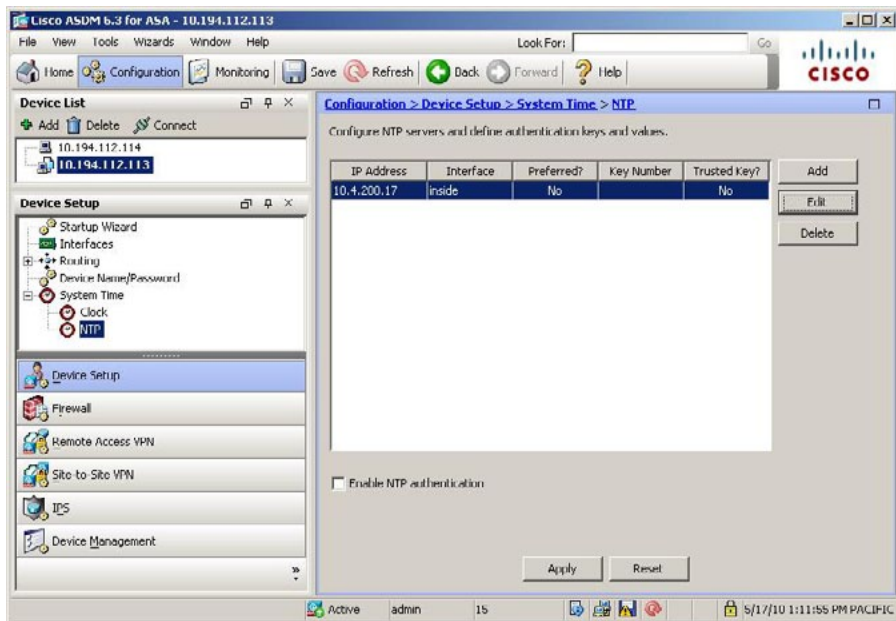 Cisco ASDM 6.3 for ASA - 10.194.112.113
File View Tools Wizards Window Help
Look For:
Go
Home Configuration Monitoring Save Refresh Back Forward Help
CISCO
Device List
Add Delete Connect
10.194.112.114
10.194.112.113
Device Setup
Startup Wizard
Interfaces
Routing
Device Name/Password
System Time
Clock
NTP
Device Setup
Firewall
Remote Access VPN
Site-to-Site VPN
IPS
Device Management
»
Configuration > Device Setup > System Time > NTP
Configure NTP servers and define authentication keys and values.
IP Address Interface Preferred? Key Number Trusted Key?
10.4.200.17 inside No No
Add
Edit
Delete
Enable NTP authentication
Apply Reset
Active admin 15 5/17/10 1:11:55 PM PACIFIC